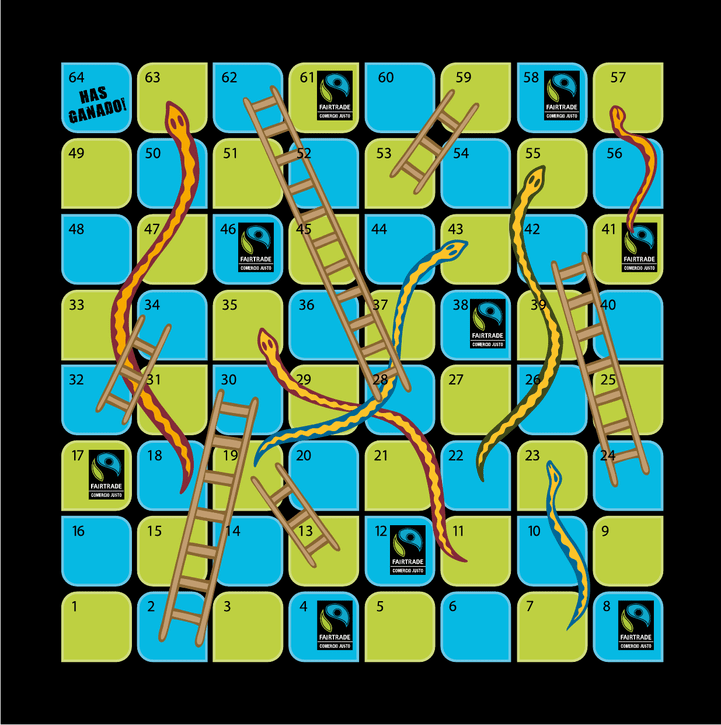 64 63 62 61 60 59 58 57
HAS
GANADO!
FAIRTRADE
COMERCIO JUSTO
FAIRTRADE
COMERCIO JUSTO
49 50 51 52 53 54 55 56
48 47 46 45 44 43 42 41
FAIRTRADE
COMERCIO JUSTO
FAIRTRADE
COMERCIO JUSTO
33 34 35 36 37 38 39 40
FAIRTRADE
COMERCIO JUSTO
32 31 30 29 28 27 26 25
17 18 19 20 21 22 23 24
FAIRTRADE
COMERCIO JUSTO
16 15 14 13 12 11 10 9
FAIRTRADE
COMERCIO JUSTO
1 2 3 4 5 6 7 8
FAIRTRADE
COMERCIO JUSTO
FAIRTRADE
COMERCIO JUSTO